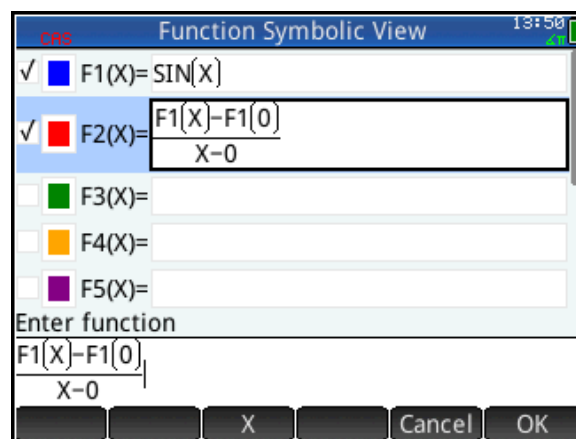 CAS Function Symbolic View 13:50 ∡π
√ F1(X)= SIN(X)
√ F2(X)= (F1(X)-F1(0))/(X-0)
F3(X)=
F4(X)=
F5(X)=
Enter function
F1(X)-F1(0)
X-0
X Cancel OK